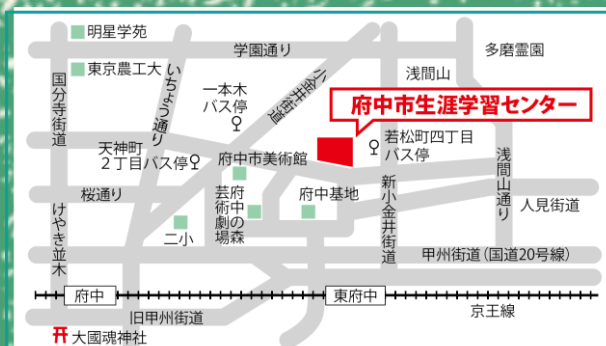 明星学苑
学園通り
多磨霊園
東京農工大
国分寺街道
いちょう通り
一本木
バス停
小金井街道
浅間山
府中市生涯学習センター
天神町
2丁目バス停
府中市美術館
若松町四丁目
バス停
浅間山通り
桜通り
けやき並木
二小
府中の森
芸術劇場
府中基地
新小金井街道
人見街道
甲州街道(国道20号線)
府中
東府中
京王線
旧甲州街道
大國魂神社